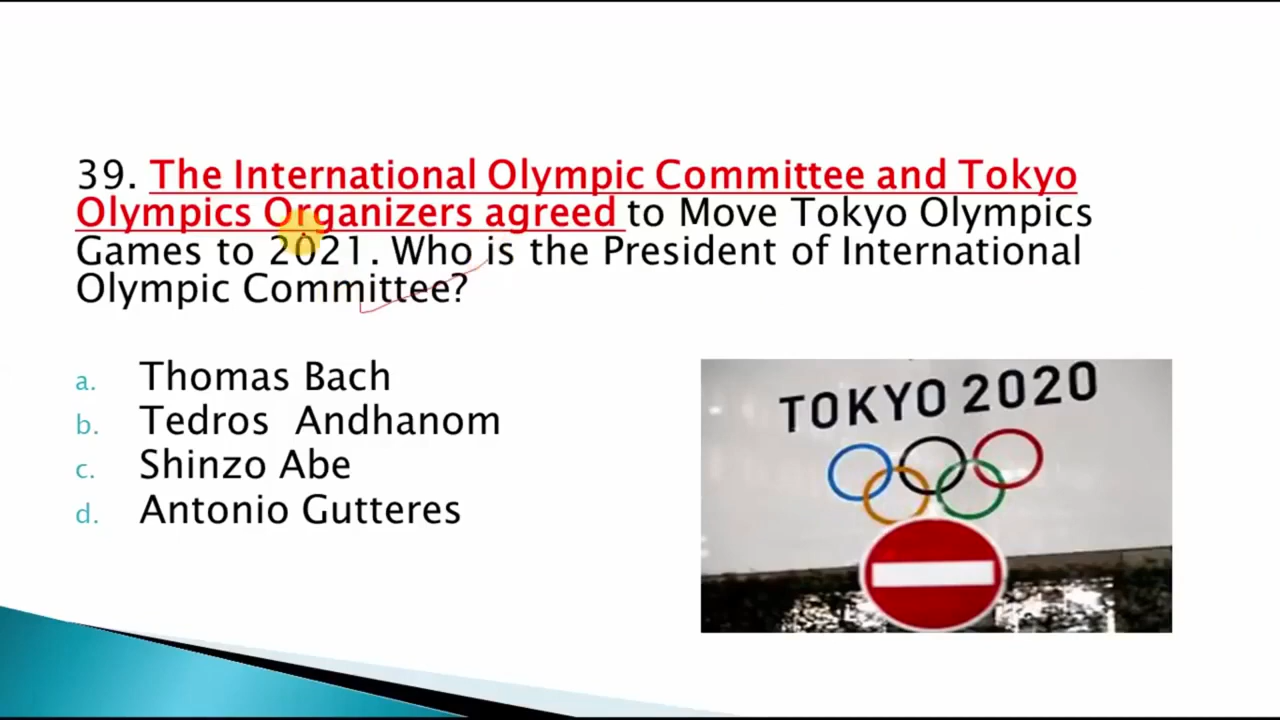 39. The International Olympic Committee and Tokyo
Olympics Organizers agreed to Move Tokyo Olympics
Games to 2021. Who is the President of International
Olympic Committee?
a. Thomas Bach
b. Tedros Andhanom
c. Shinzo Abe
d. Antonio Gutteres
TOKYO 2020